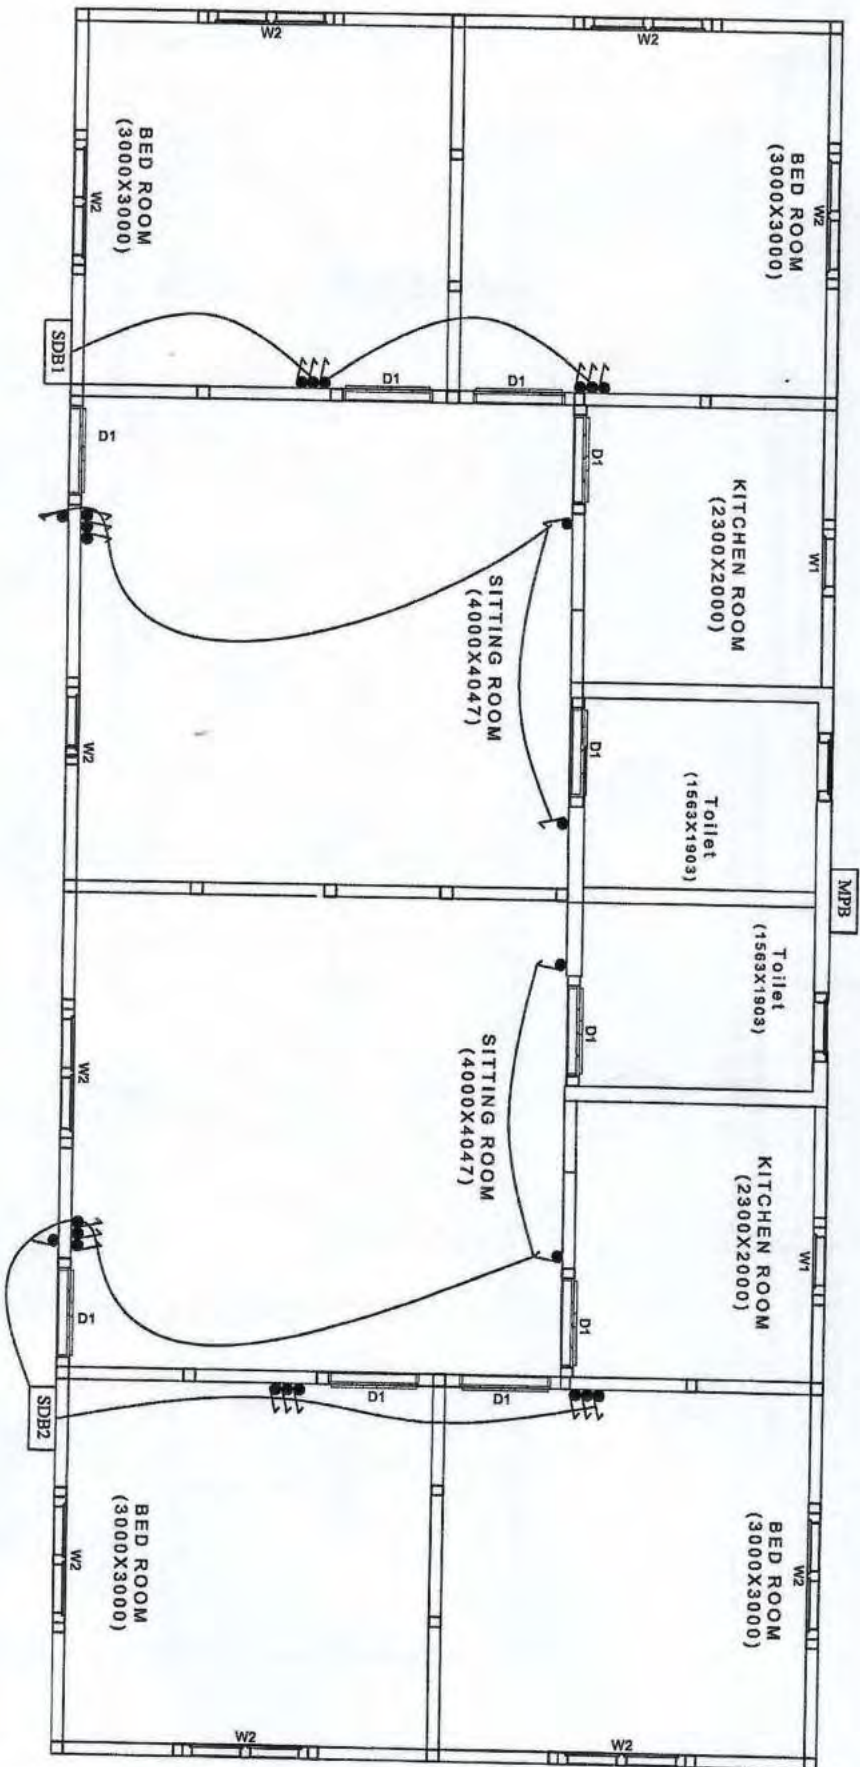 W2
W2
BED ROOM
(3000X3000)
W2
BED ROOM
(3000X3000)
W2
SDB1
D1
D1
D1
D1
KITCHEN ROOM
(2300X2000)
W1
SITTING ROOM
(4000X4047)
W2
D1
Toilet
(1563X1903)
MPB
Toilet
(1563X1903)
D1
SITTING ROOM
(4000X4047)
W2
KITCHEN ROOM
(2300X2000)
W1
D1
D1
D1
D1
SDB2
BED ROOM
(3000X3000)
W2
BED ROOM
(3000X3000)
W2
W2
W2